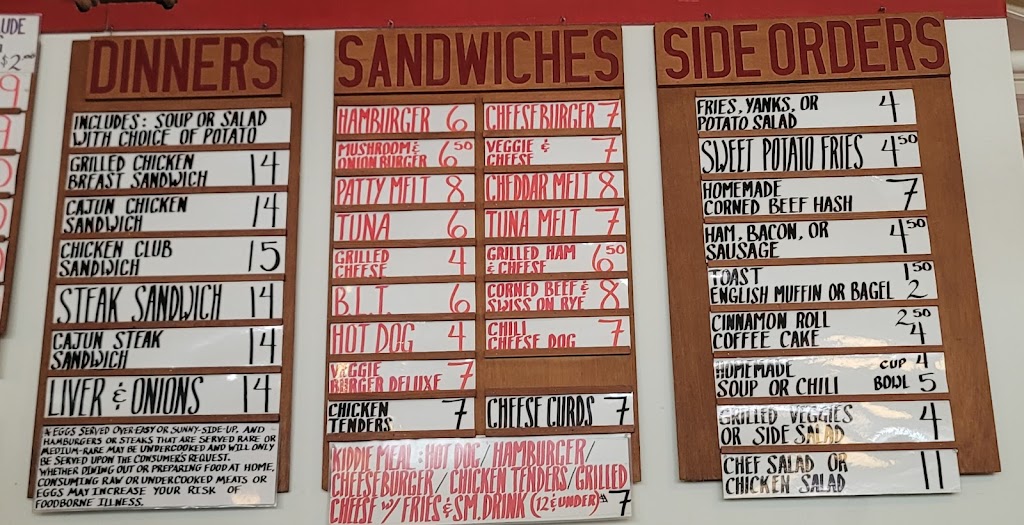 UDE
$2.00
9
DINNERS
INCLUDES: SOUP OR SALAD
WITH CHOICE OF POTATO
GRILLED CHICKEN
BREAST SANDWICH 14
CAJUN CHICKEN
SANDWICH 14
CHICKEN CLUB
SANDWICH 15
STEAK SANDWICH 14
CAJUN STEAK
SANDWICH 14
LIVER & ONIONS 14
* EGGS SERVED OVER-EASY OR SUNNY-SIDE-UP, AND
HAMBURGERS OR STEAKS THAT ARE SERVED RARE OR
MEDIUM-RARE MAY BE UNDERCOOKED AND WILL ONLY
BE SERVED UPON THE CONSUMERS REQUEST.
WHETHER DINING OUT OR PREPARING FOOD AT HOME,
CONSUMING RAW OR UNDERCOOKED MEATS OR
EGGS MAY INCREASE YOUR RISK OF
FOODBORNE ILLNESS.
SANDWICHES
HAMBURGER 6
MUSHROOM &
ONION BURGER 6 50
PATTY MELT 8
TUNA 6
GRILLED
CHEESE 4
B.L.T. 6
HOT DOG 4
VEGGIE
BURGER DELUXE 7
CHICKEN
TENDERS 7
CHEESEBURGER 7
VEGGIE &
CHEESE 7
CHEDDAR MELT 8
TUNA MELT 7
GRILLED HAM
& CHEESE 6 50
CORNED BEEF &
SWISS ON RYE 8
CHILI
CHEESE DOG 7
CHEESE CURDS 7
KIDDIE MEAL: HOT DOG/HAMBURGER/
CHEESEBURGER/CHICKEN TENDERS/GRILLED
CHEESE W/ FRIES & SM. DRINK (12 & UNDER) $7
SIDE ORDERS
FRIES, YANKS, OR
POTATO SALAD 4
SWEET POTATO FRIES 4 50
HOMEMADE
CORNED BEEF HASH 7
HAM, BACON, OR
SAUSAGE 4 50
TOAST 1 50
ENGLISH MUFFIN OR BAGEL 2
CINNAMON ROLL 2 50
COFFEE CAKE 4
HOMEMADE CUP 4
SOUP OR CHILI BOWL 5
GRILLED VEGGIES
OR SIDE SALAD 4
CHEF SALAD OR
CHICKEN SALAD 11